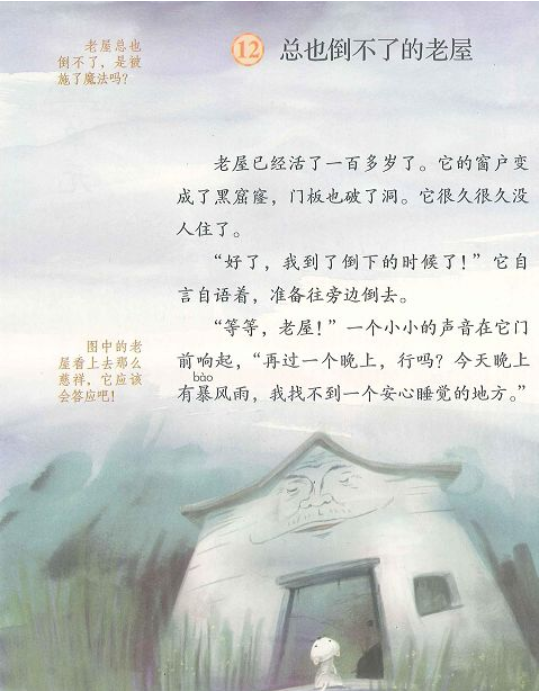 12 总也倒不了的老屋
老屋总也
倒不了，是被
施了魔法吗？
老屋已经活了一百多岁了。它的窗户变
成了黑窟窿，门板也破了洞。它很久很久没
人住了。
“好了，我到了倒下的时候了！”它自
言自语着，准备往旁边倒去。
“等等，老屋！”一个小小的声音在它门
前响起，“再过一个晚上，行吗？今天晚上
bào
有暴风雨，我找不到一个安心睡觉的地方。”
图中的老
屋看上去那么
慈祥，它应该
会答应吧！